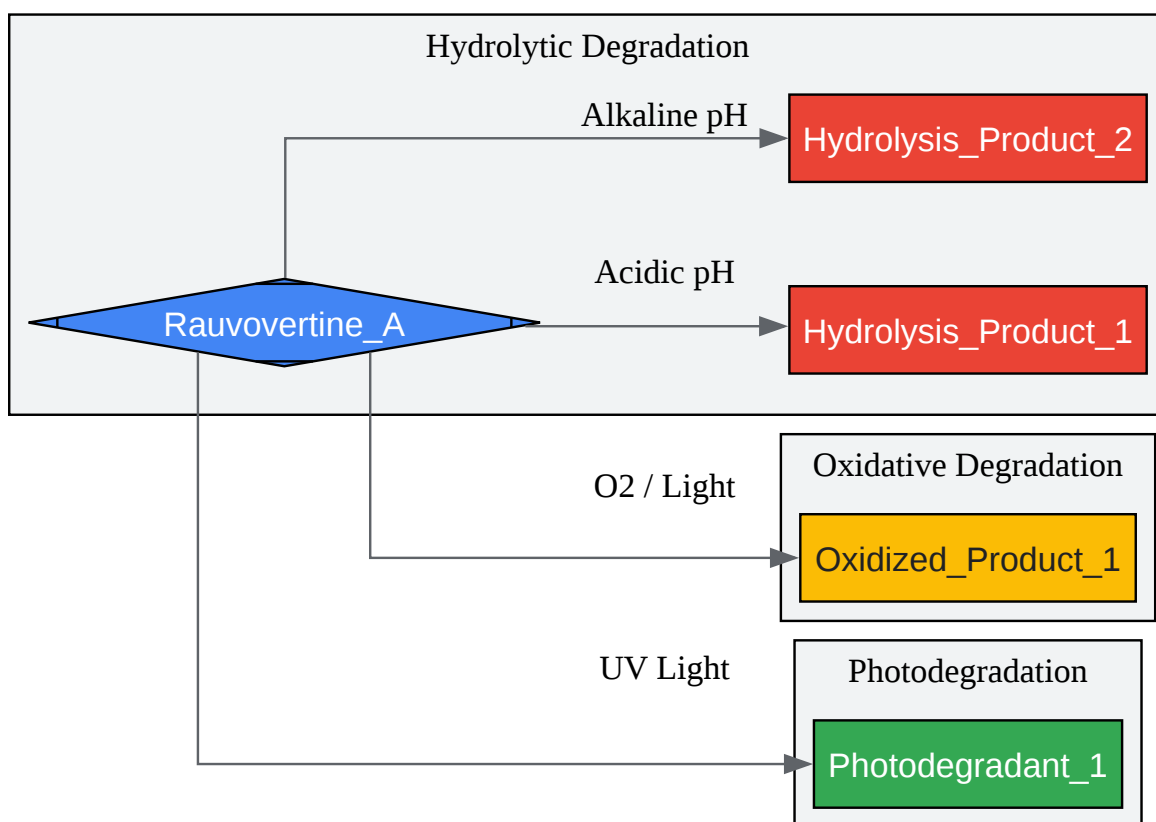 Hydrolytic Degradation
Alkaline pH
Hydrolysis_Product_2
Acidic pH
Rauvovertine_A
Hydrolysis_Product_1
Oxidative Degradation
O2 / Light
Oxidized_Product_1
UV Light
Photodegradation
Photodegradant_1